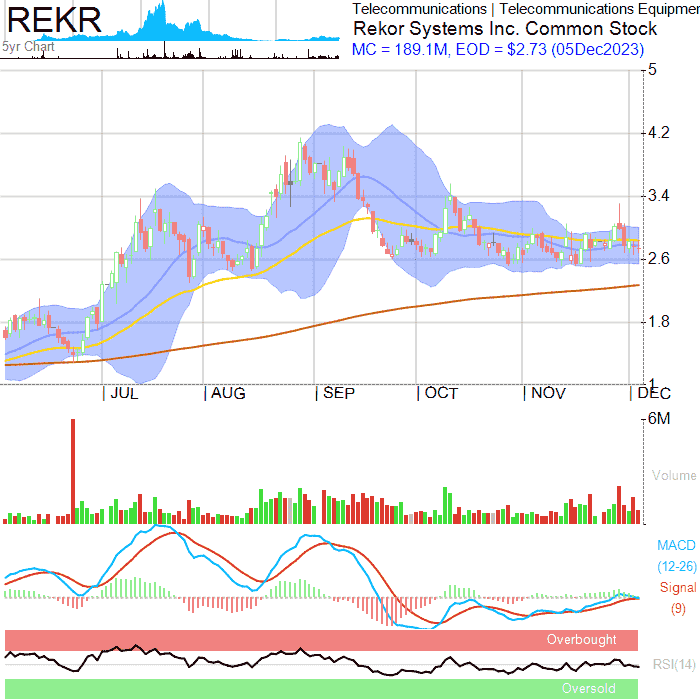 REKR
5yr Chart
Telecommunications | Telecommunications Equipmen
Rekor Systems Inc. Common Stock
MC = 189.1M, EOD = $2.73 (05Dec2023)
5
4.2
3.4
2.6
1.8
1
JUL AUG SEP OCT NOV DEC
6M
Volume
MACD
(12-26)
Signal
(9)
Overbought
RSI(14)
Oversold